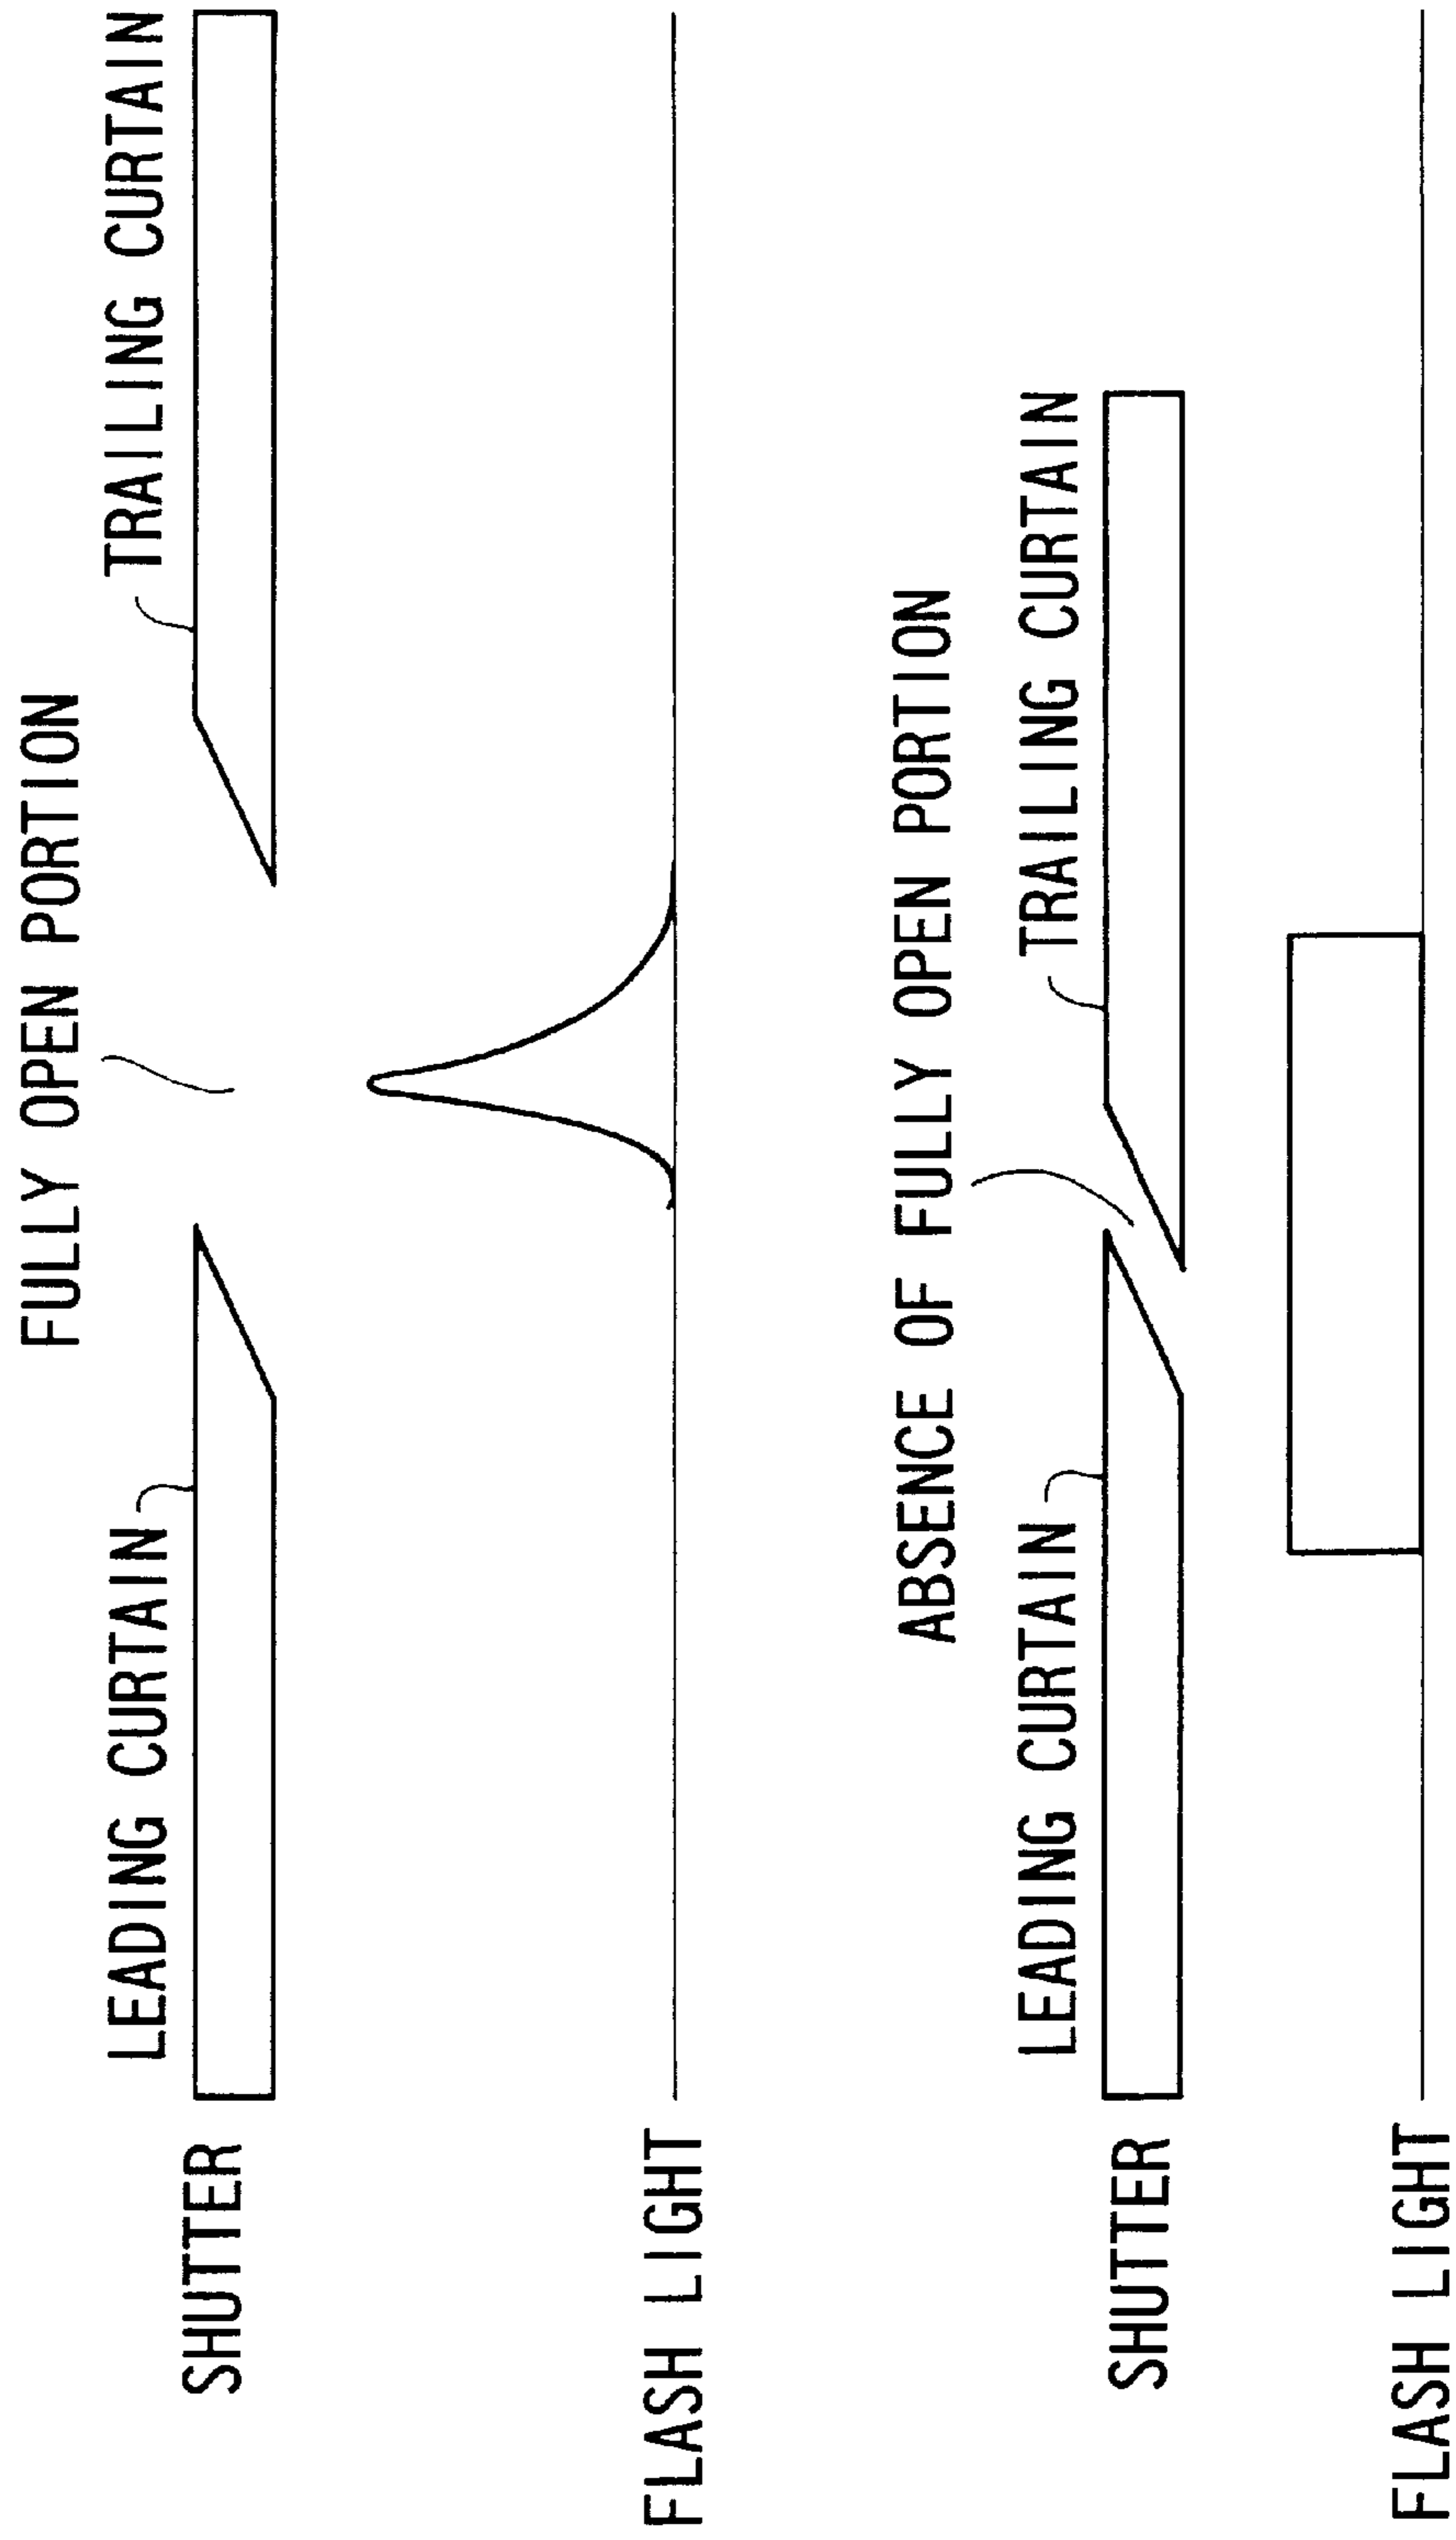 FULLY OPEN PORTION
LEADING CURTAIN
TRAILING CURTAIN
SHUTTER
FLASH LIGHT
ABSENCE OF FULLY OPEN PORTION
LEADING CURTAIN
TRAILING CURTAIN
SHUTTER
FLASH LIGHT